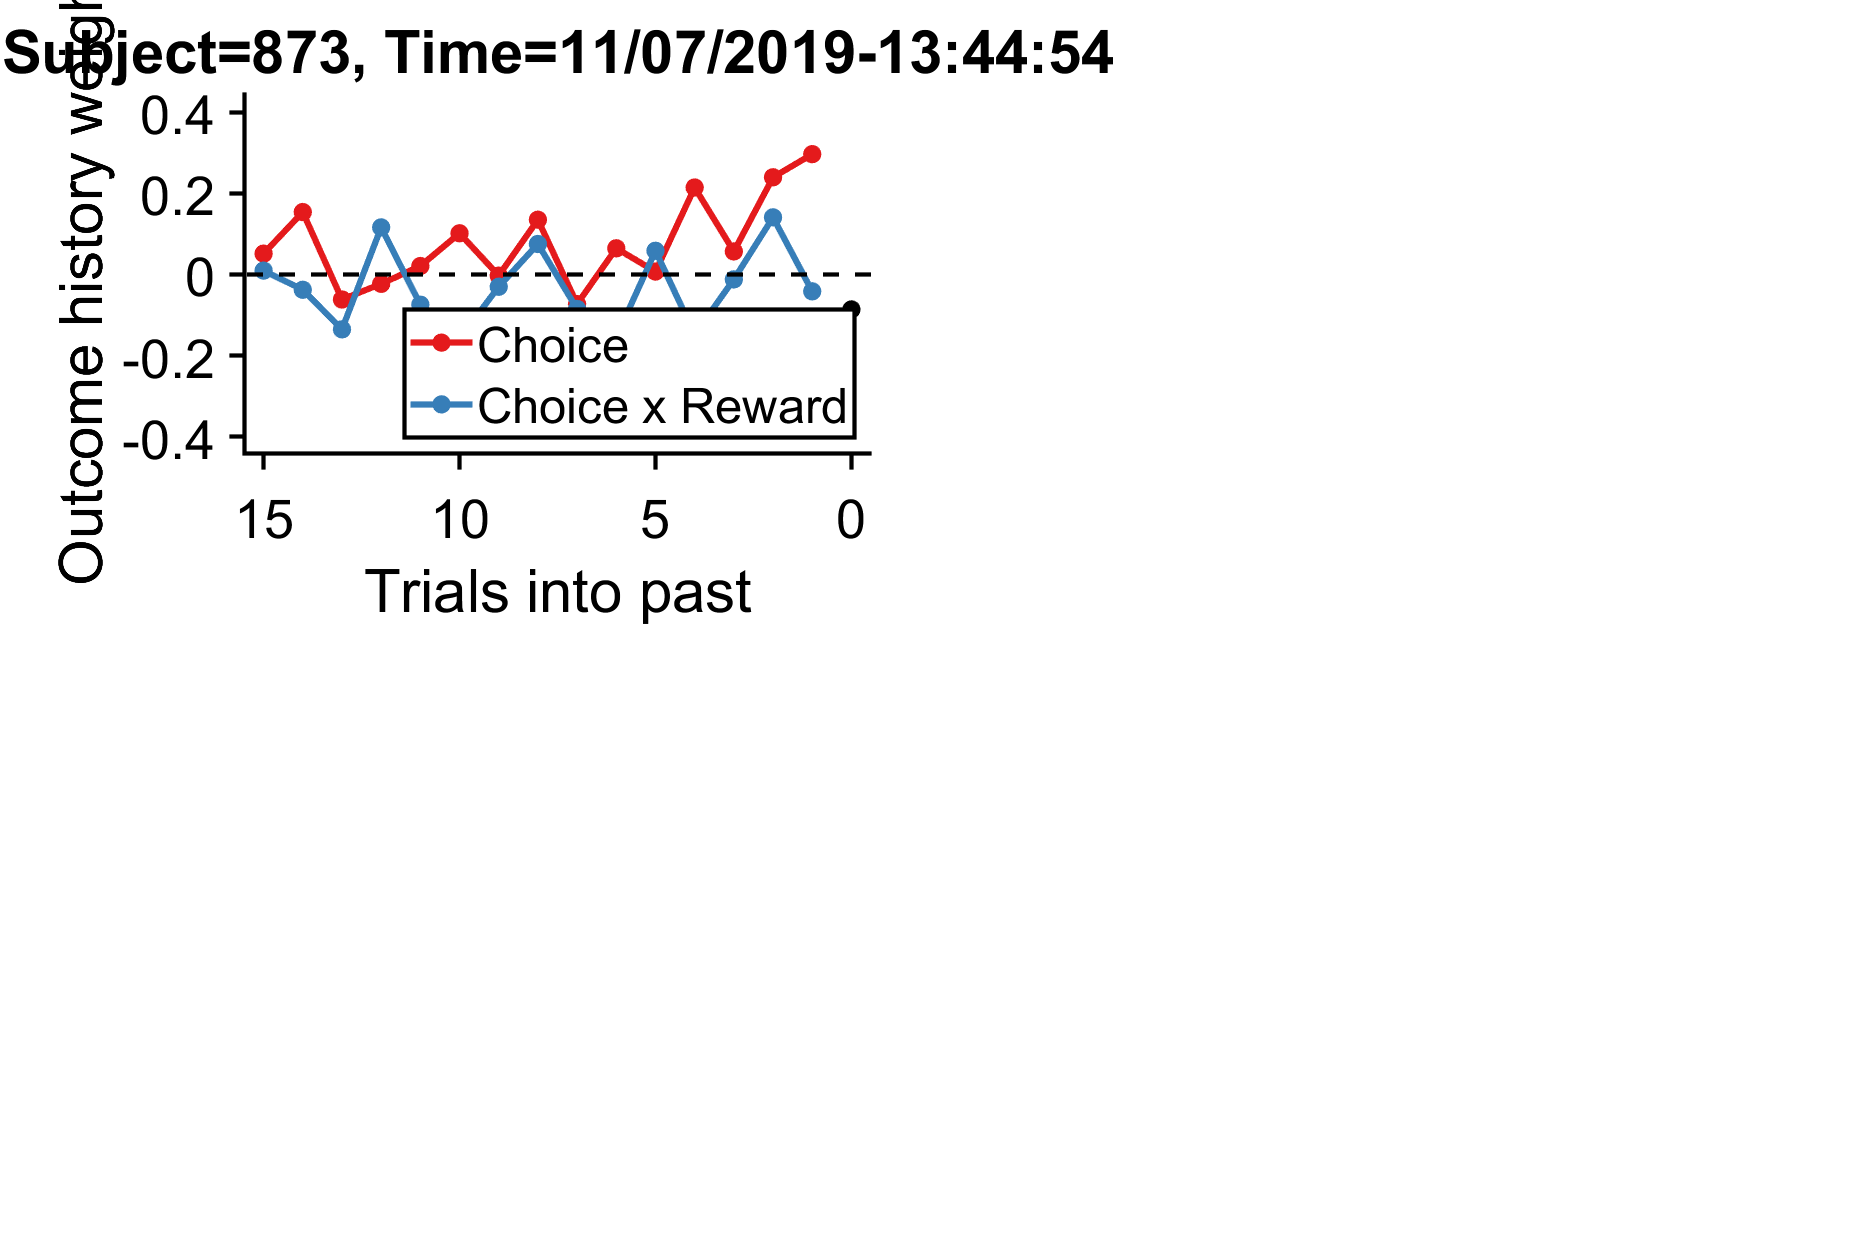 Subject=873, Time=11/07/2019-13:44:54
Outcome history
0.4
0.2
0
-0.2
-0.4
Choice
Choice x Reward
15 10 5 0
Trials into past